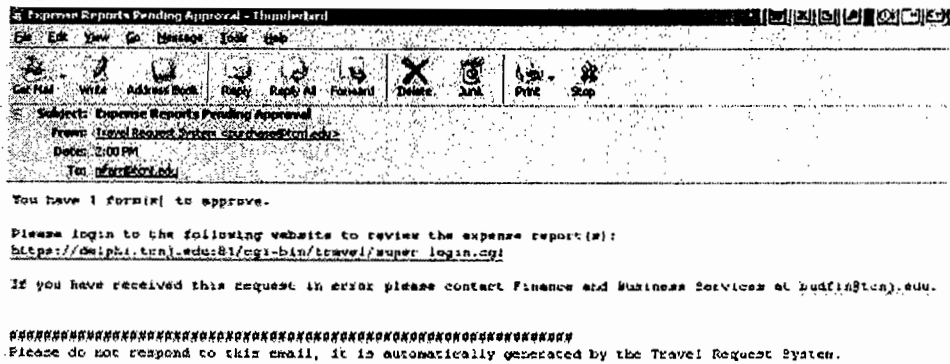 Expense Reports Pending Approval - Thunderbird
File Edit View Go Message Tools Help
Get Mail Write Address Book Reply Reply All Forward Delete Junk Print Stop
Subject: Expense Reports Pending Approval
From: Travel Request System <purchase@tcnj.edu>
Date: 2:00 PM
To:
You have 1 form(s) to approve.
Please login to the following website to review the expense report(s):
https://delphi.tcnj.edu:81/cgi-bin/travel/super_login.cgi
If you have received this request in error please contact Finance and Business Services at budfin@tcnj.edu.
Please do not respond to this email, it is automatically generated by the Travel Request System.